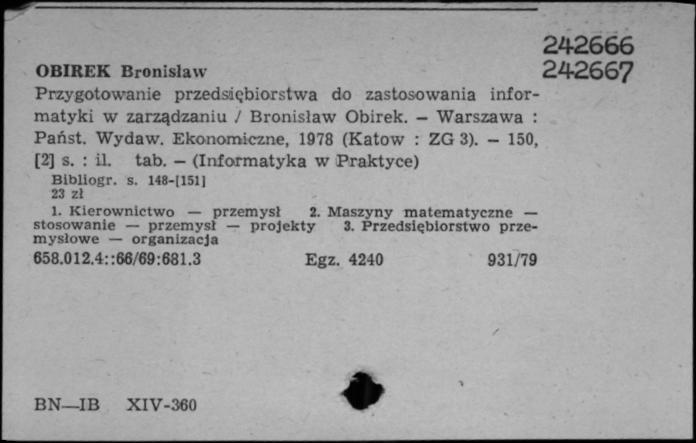 242666
242667
OBIREK Bronisław
Przygotowanie przedsiębiorstwa do zastosowania infor-
matyki w zarządzaniu / Bronisław Obirek. — Warszawa :
Państ. Wydaw. Ekonomiczne, 1978 (Katow : ZG 3). — 150,
[2] s. : il. tab. — (Informatyka w Praktyce)
Bibliogr. s. 148-[151]
23 zł
1. Kierownictwo — przemysł 2. Maszyny matematyczne —
stosowanie — przemysł — projekty 3. Przedsiębiorstwo prze-
mysłowe — organizacja
658.012.4::66/69:681.3 Egz. 4240 931/79
BN—IB XIV-360